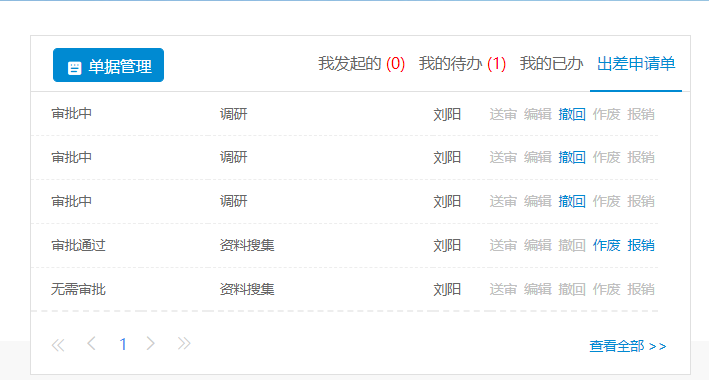 单据管理 我发起的 (0) 我的待办 (1) 我的已办 出差申请单
审批中 调研 刘阳 送审 编辑 撤回 作废 报销
审批中 调研 刘阳 送审 编辑 撤回 作废 报销
审批中 调研 刘阳 送审 编辑 撤回 作废 报销
审批通过 资料搜集 刘阳 送审 编辑 撤回 作废 报销
无需审批 资料搜集 刘阳 送审 编辑 撤回 作废 报销
1 查看全部 >>